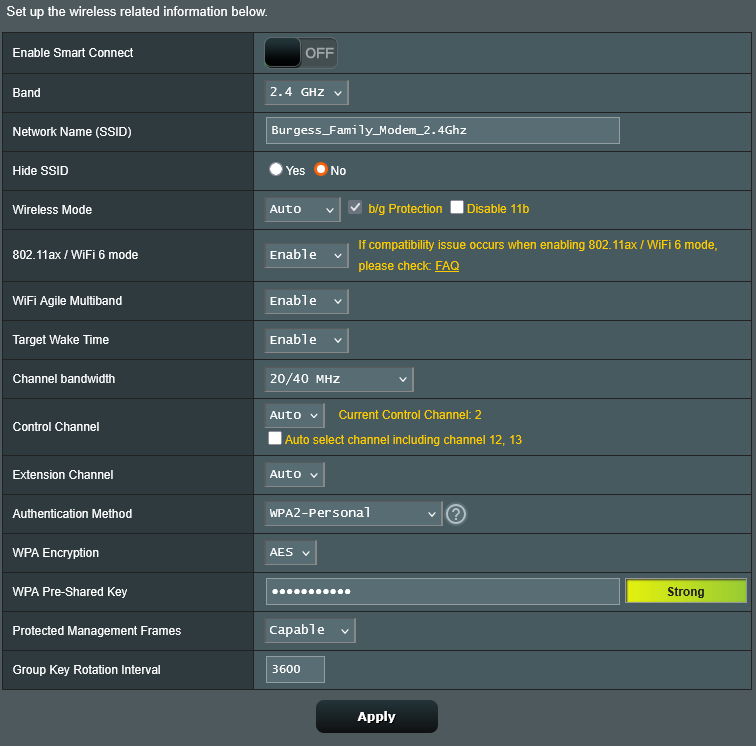 Set up the wireless related information below.
Enable Smart Connect OFF
Band 2.4 GHz
Network Name (SSID) Burgess_Family_Modem_2.4Ghz
Hide SSID Yes No
Wireless Mode Auto b/g Protection Disable 11b
802.11ax / WiFi 6 mode Enable If compatibility issue occurs when enabling 802.11ax / WiFi 6 mode,
please check: FAQ
WiFi Agile Multiband Enable
Target Wake Time Enable
Channel bandwidth 20/40 MHz
Control Channel Auto Current Control Channel: 2
Auto select channel including channel 12, 13
Extension Channel Auto
Authentication Method WPA2-Personal ?
WPA Encryption AES
WPA Pre-Shared Key ••••••••••• Strong
Protected Management Frames Capable
Group Key Rotation Interval 3600
Apply